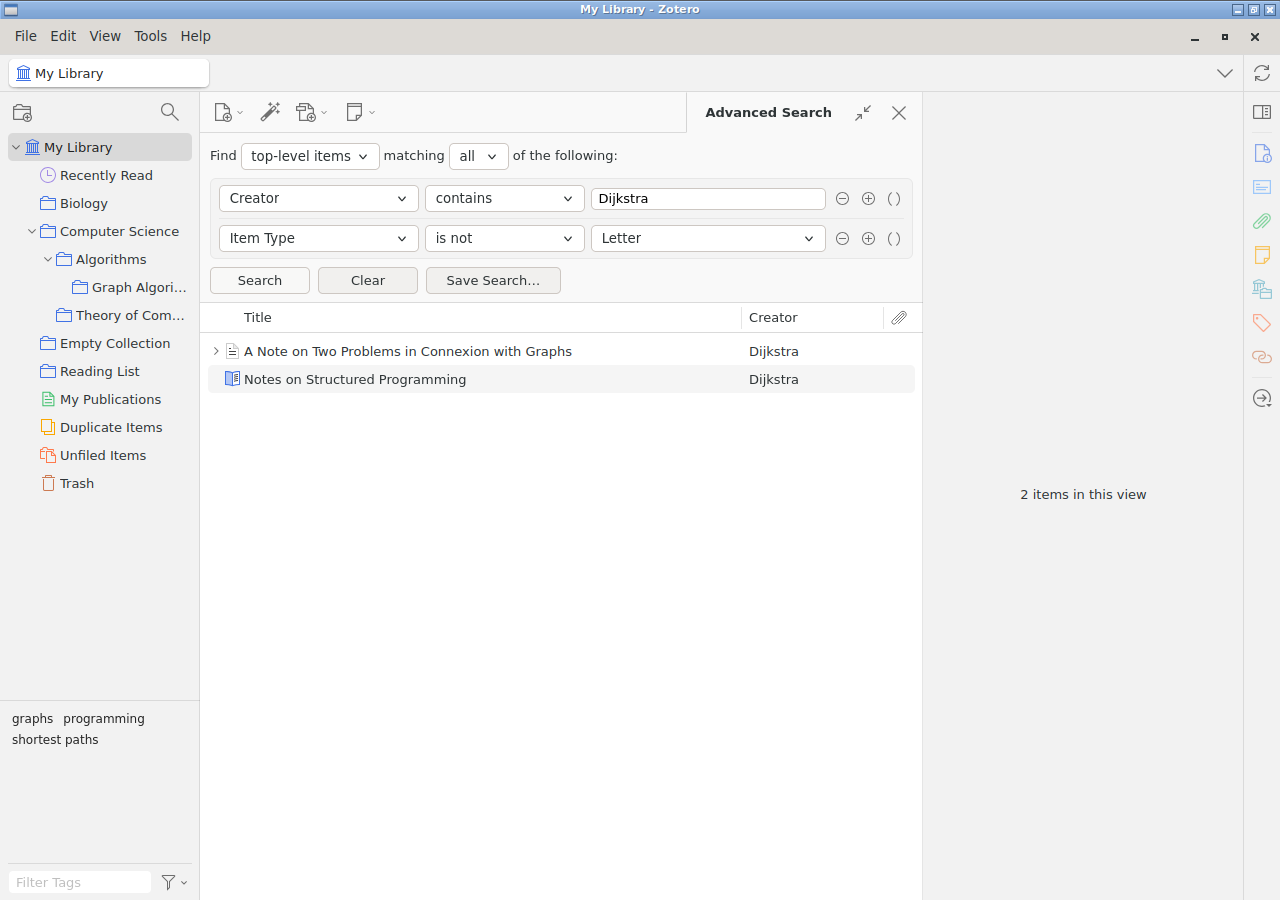 My Library - Zotero
File Edit View Tools Help
My Library
Advanced Search
Find top-level items matching all of the following:
Creator contains Dijkstra
Item Type is not Letter
Search Clear Save Search...
Title Creator
A Note on Two Problems in Connexion with Graphs Dijkstra
Notes on Structured Programming Dijkstra
My Library
Recently Read
Biology
Computer Science
Algorithms
Graph Algori...
Theory of Com...
Empty Collection
Reading List
My Publications
Duplicate Items
Unfiled Items
Trash
graphs programming
shortest paths
Filter Tags
2 items in this view